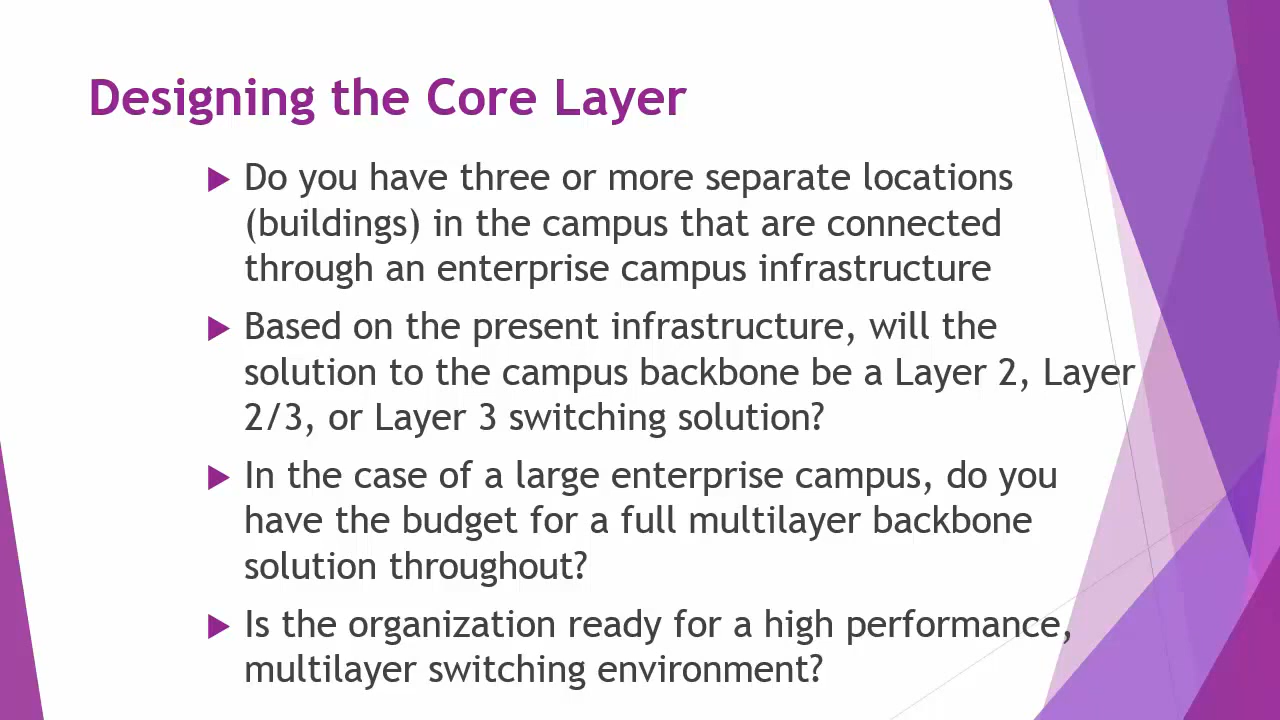 Designing the Core Layer
Do you have three or more separate locations
(buildings) in the campus that are connected
through an enterprise campus infrastructure
Based on the present infrastructure, will the
solution to the campus backbone be a Layer 2, Layer
2/3, or Layer 3 switching solution?
In the case of a large enterprise campus, do you
have the budget for a full multilayer backbone
solution throughout?
Is the organization ready for a high performance,
multilayer switching environment?